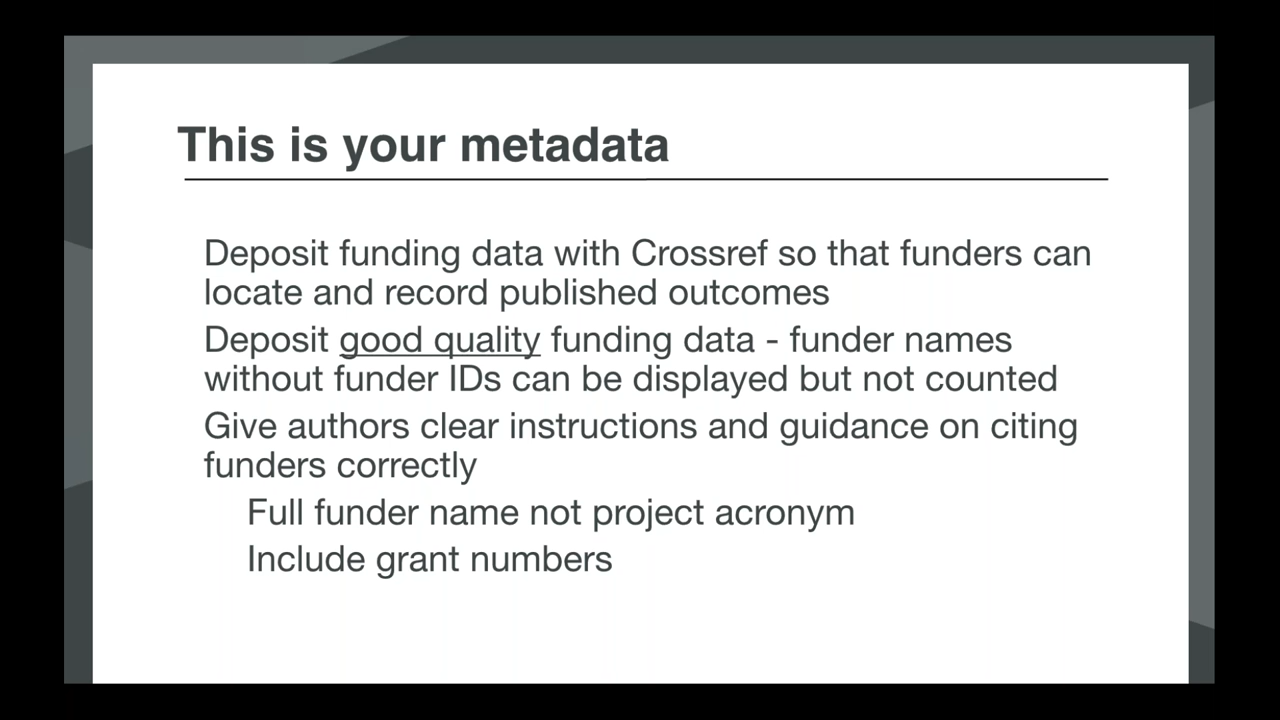 This is your metadata
Deposit funding data with Crossref so that funders can
locate and record published outcomes
Deposit good quality funding data - funder names
without funder IDs can be displayed but not counted
Give authors clear instructions and guidance on citing
funders correctly
Full funder name not project acronym
Include grant numbers